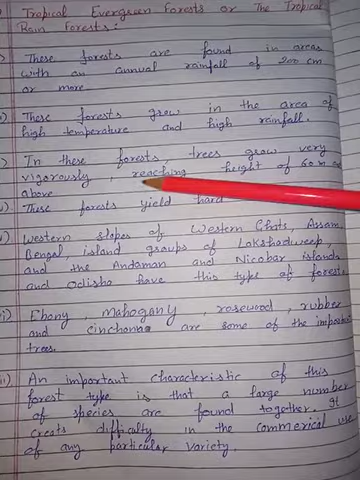 Tropical Evergreen Forests or The Tropical
Rain Forests:-
These forests are found in areas
with an annual rainfall of 200 cm
or more.
These forests grow in the area of
high temperature and high rainfall.
In these forests, trees grow very
vigorously, reaching height of 60 m
above
These forests yield hard
Western slopes of Western Ghats, Assam,
Bengal, island groups of Lakshadweep,
and the Andaman and Nicobar islands
and Odisha have this type of forest.
Ebony, mahogany, rosewood, rubber
and cinchona are some of the important
trees.
An important characteristic of this
forest type is that a large number
of species are found together. It
creats difficulty in the commerical use
of any particular variety